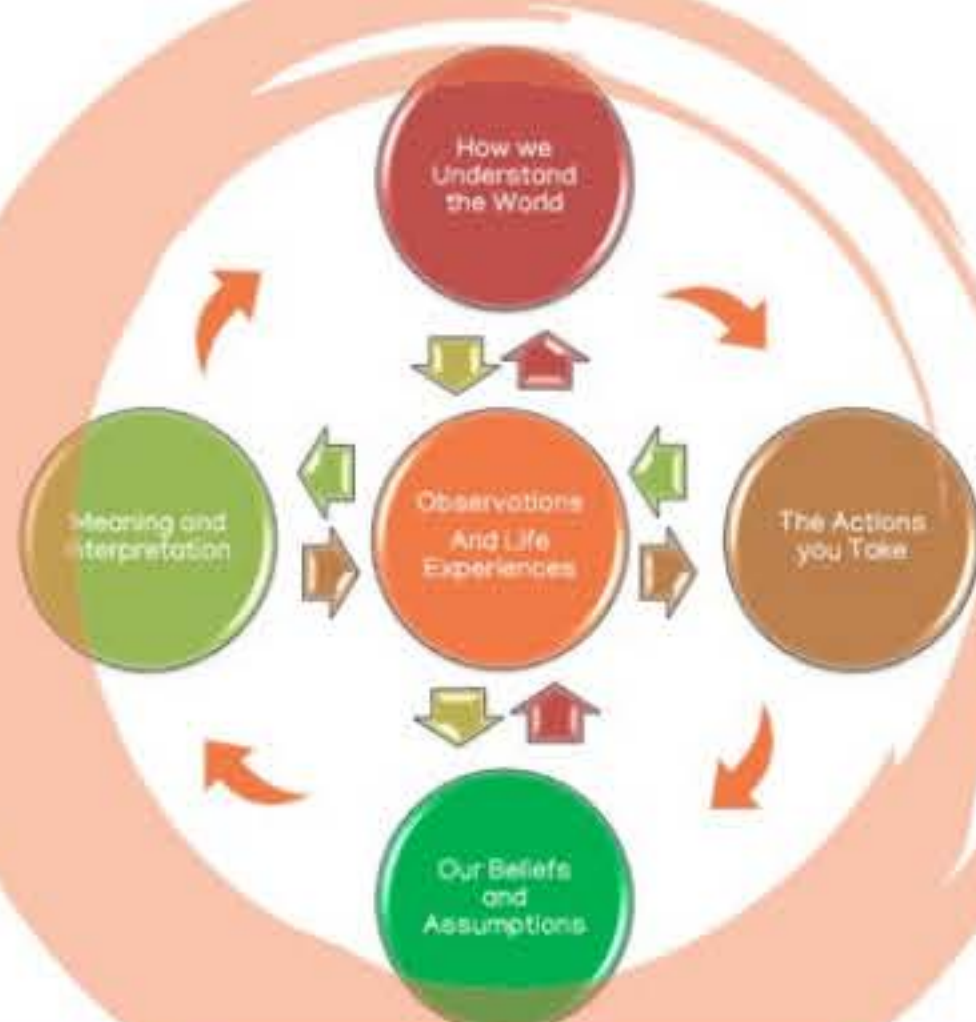 How we
Understand
the World
Meaning and
Interpretation
Observations
And Life
Experiences
The Actions
you Take
Our Beliefs
and
Assumptions